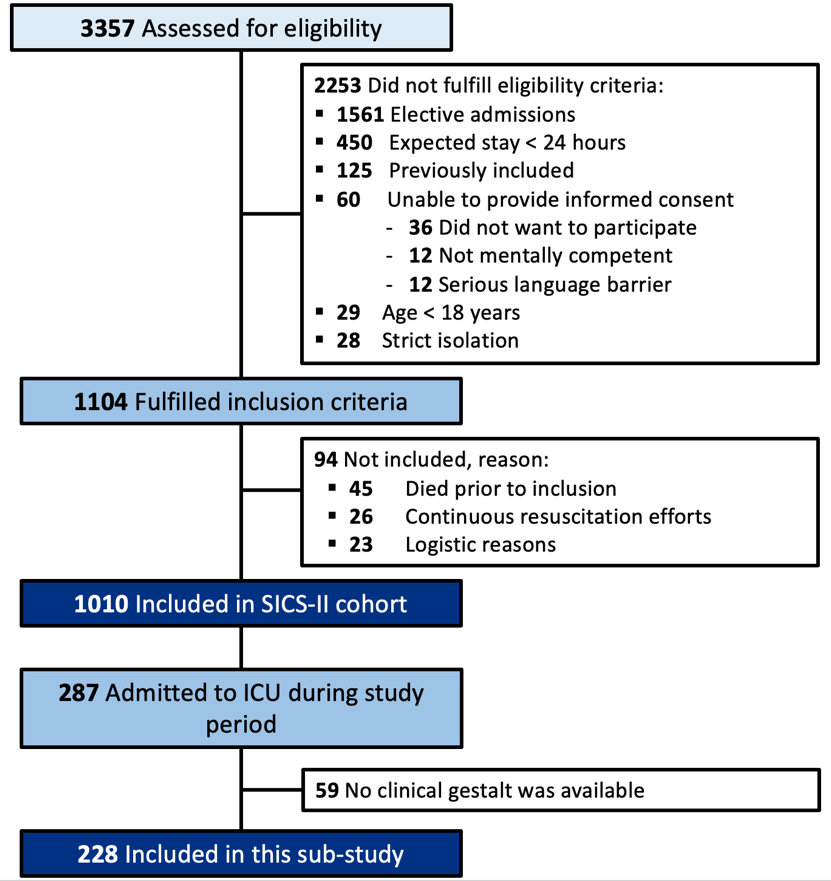 3357 Assessed for eligibility
2253 Did not fulfill eligibility criteria:
▪ 1561 Elective admissions
▪ 450 Expected stay < 24 hours
▪ 125 Previously included
▪ 60 Unable to provide informed consent
- 36 Did not want to participate
- 12 Not mentally competent
- 12 Serious language barrier
▪ 29 Age < 18 years
▪ 28 Strict isolation
1104 Fulfilled inclusion criteria
94 Not included, reason:
▪ 45 Died prior to inclusion
▪ 26 Continuous resuscitation efforts
▪ 23 Logistic reasons
1010 Included in SICS-II cohort
287 Admitted to ICU during study
period
59 No clinical gestalt was available
228 Included in this sub-study